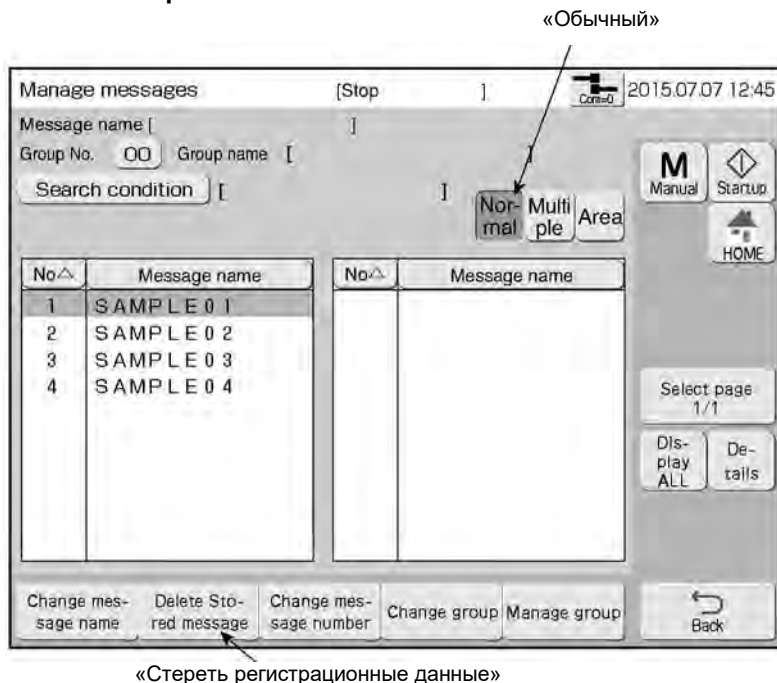 «Обычный»
Manage messages [Stop ] Com=0 2015.07.07 12:45
Message name [ ]
Group No. 00 Group name [ ]
Search condition [ ]
Nor-
mal
Multi
ple
Area
M
Manual
Startup
HOME
No△ Message name No△ Message name
1 SAMPLE01
2 SAMPLE02
3 SAMPLE03
4 SAMPLE04
Select page
1/1
Dis-
play
ALL
De-
tails
Change mes-
sage name
Delete Sto-
red message
Change mes-
sage number
Change group
Manage group
Back
«Стереть регистрационные данные»